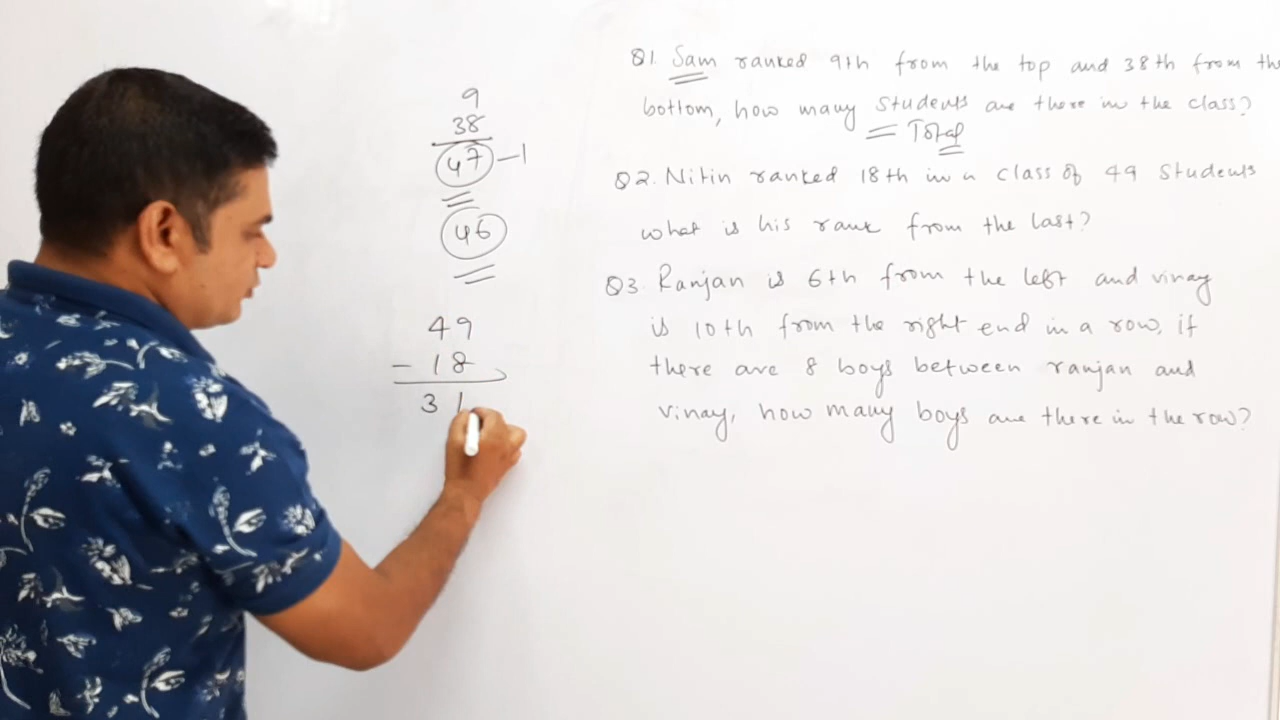 9
38
47 -1
46
49
- 18
31
Q1. Sam ranked 9th from the top and 38th from th
bottom, how many students are there in the class?
= Total
Q2. Nitin ranked 18th in a class of 49 students
what is his rank from the last?
Q3. Ranjan is 6th from the left and vinay
is 10th from the right end in a row, if
there are 8 boys between ranjan and
vinay, how many boys are there in the row?